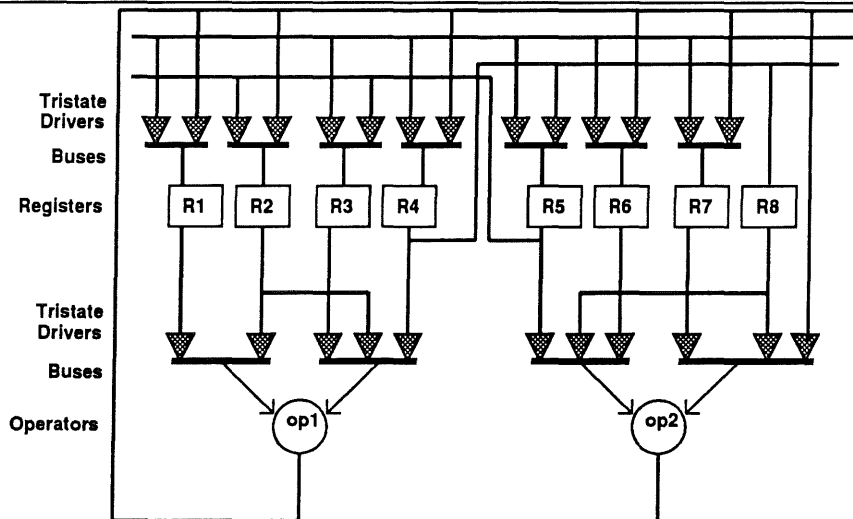 Tristate
Drivers
Buses
Registers
R1 R2 R3 R4 R5 R6 R7 R8
Tristate
Drivers
Buses
Operators
op1 op2